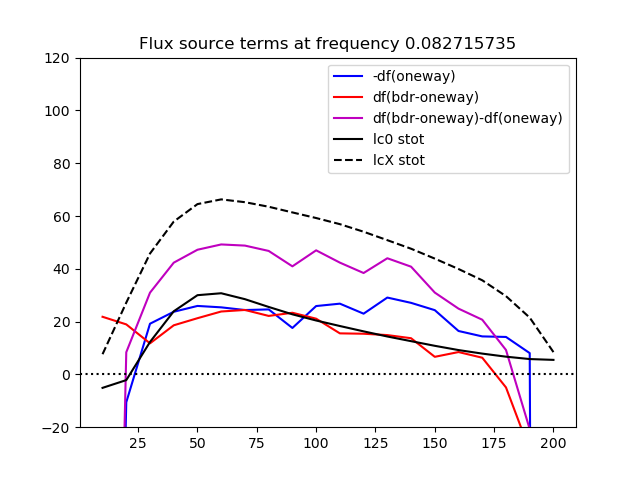 Flux source terms at frequency 0.082715735
120
100
80
60
40
20
0
−20
-df(oneway)
df(bdr-oneway)
df(bdr-oneway)-df(oneway)
lc0 stot
lcX stot
25 50 75 100 125 150 175 200